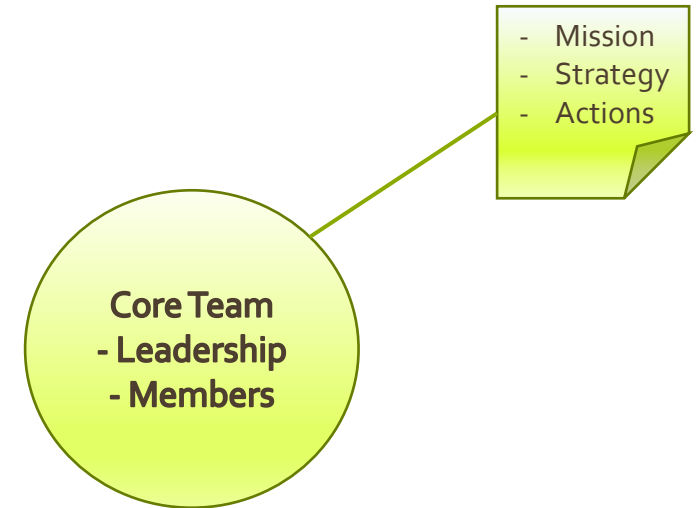 - Mission
- Strategy
- Actions
Core Team
- Leadership
- Members